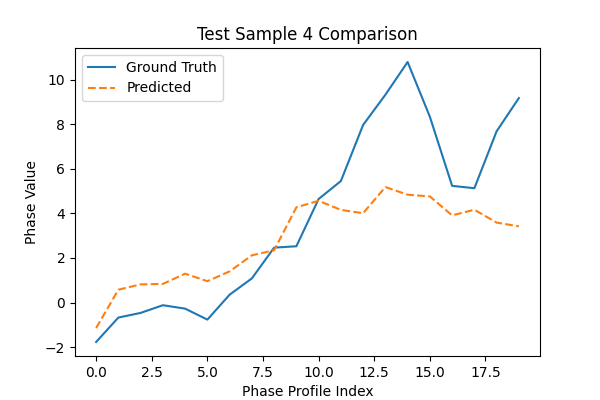 Test Sample 4 Comparison
Ground Truth
Predicted
Phase Value
10
8
6
4
2
0
−2
0.0 2.5 5.0 7.5 10.0 12.5 15.0 17.5
Phase Profile Index